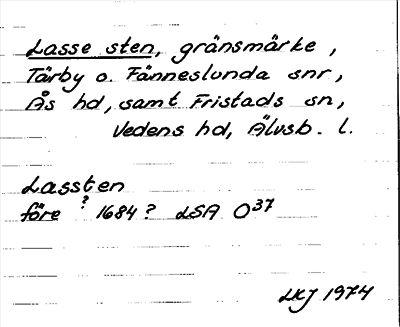 Lasse sten, gränsmärke,
Tärby o. Fänneslunda snr,
Ås hd, samt Fristads sn,
Vedens hd, Älvsb. l.
Lassten
före ? 1684? LSA O37
LKJ 1974